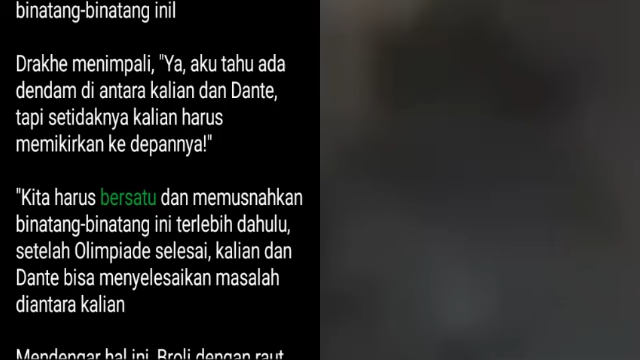 binatang-binatang inil
Drakhe menimpali, "Ya, aku tahu ada
dendam di antara kalian dan Dante,
tapi setidaknya kalian harus
memikirkan ke depannya!"
"Kita harus bersatu dan memusnahkan
binatang-binatang ini terlebih dahulu,
setelah Olimpiade selesai, kalian dan
Dante bisa menyelesaikan masalah
diantara kalian
Mendengar hal ini, Broli dengan raut